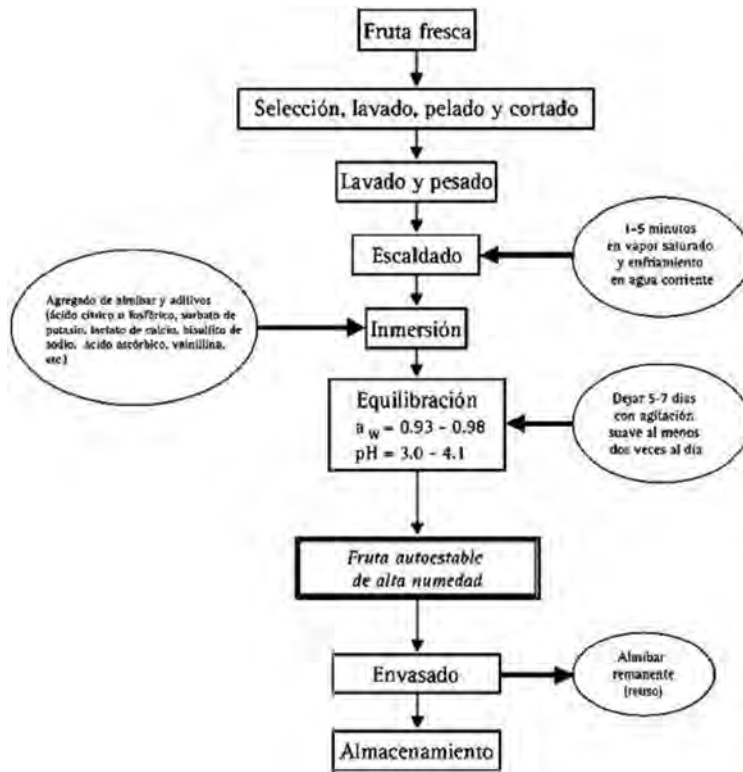 Fruta fresca
Selección, lavado, pelado y cortado
Lavado y pesado
Escaldado
1-5 minutos
en vapor saturado
y enfriamiento
en agua corriente
Agregado de almíbar y aditivos
(ácido cítrico o fosfórico, sorbato de
potasio, lactato de calcio, bisulfito de
sodio, ácido ascórbico, vainillina,
etc.)
Inmersión
Equilibración
a w = 0.93 - 0.98
pH = 3.0 - 4.1
Dejar 5-7 días
con agitación
suave al menos
dos veces al día
Fruta autoestable
de alta numedad
Envasado
Almíbar
remanente
(reuso)
Almacenamiento